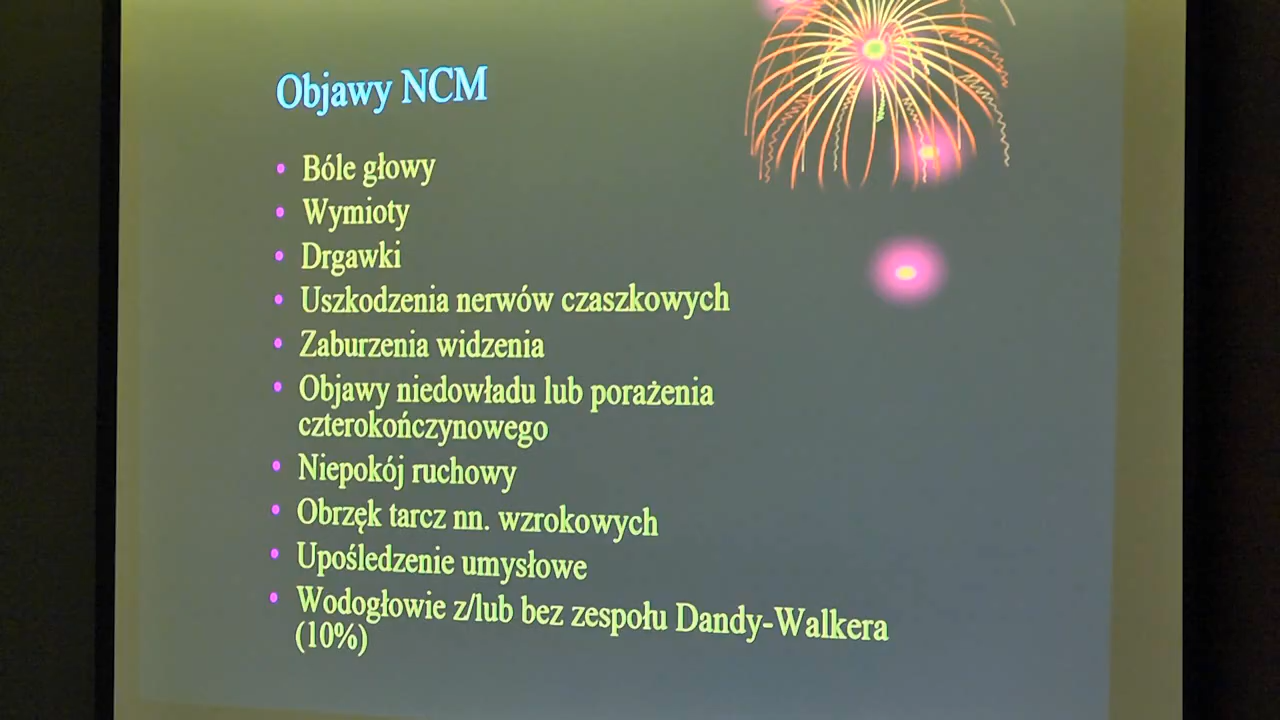 Objawy NCM
• Bóle głowy
• Wymioty
• Drgawki
• Uszkodzenia nerwów czaszkowych
• Zaburzenia widzenia
• Objawy niedowładu lub porażenia
czterokończynowego
• Niepokój ruchowy
• Obrzęk tarcz nn. wzrokowych
• Upośledzenie umysłowe
• Wodogłowie z/lub bez zespołu Dandy-Walkera
(10%)